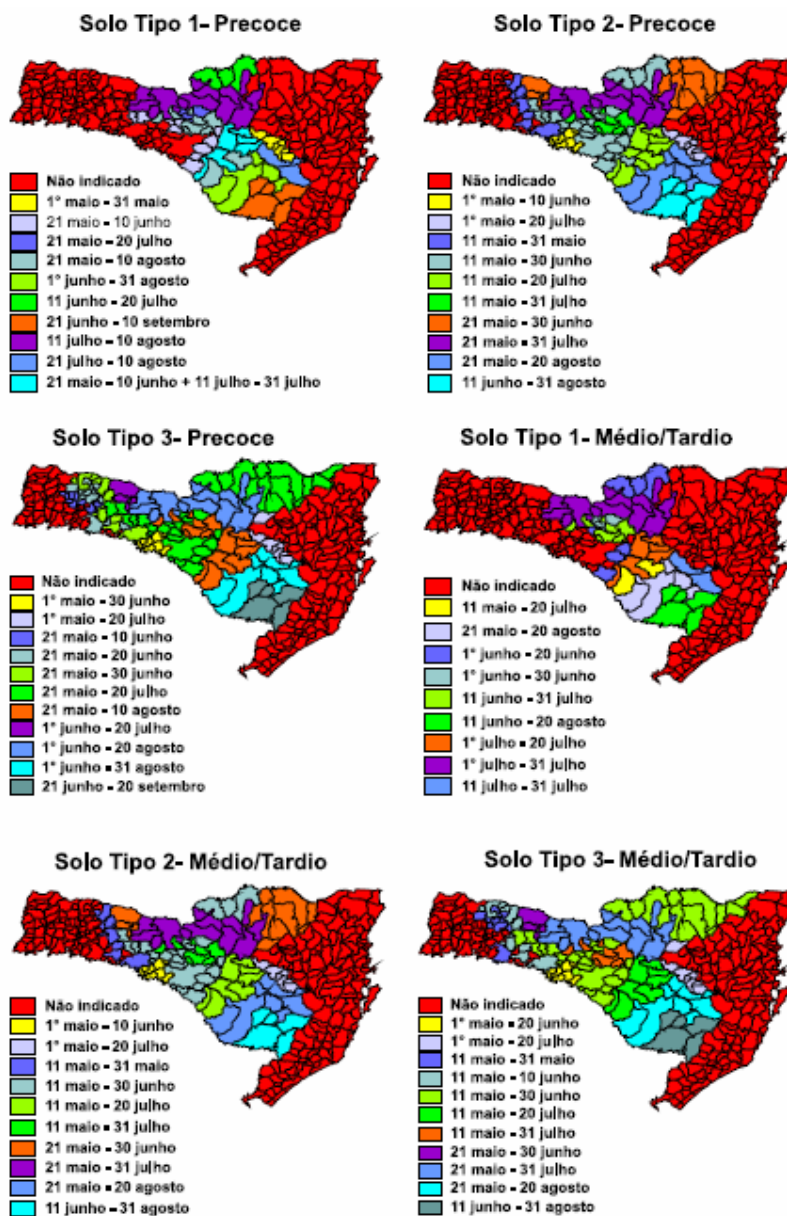 Solo Tipo 1- Precoce
Não indicado
1° maio - 31 maio
21 maio - 10 junho
21 maio - 20 julho
21 maio - 10 agosto
1° junho - 31 agosto
11 junho - 20 julho
21 junho - 10 setembro
11 julho - 10 agosto
21 julho - 10 agosto
21 maio - 10 junho + 11 julho - 31 julho
Solo Tipo 2- Precoce
Não indicado
1° maio - 10 junho
1° maio - 20 julho
11 maio - 31 maio
11 maio - 30 junho
11 maio - 20 julho
11 maio - 31 julho
21 maio - 30 junho
21 maio - 31 julho
21 maio - 20 agosto
11 junho - 31 agosto
Solo Tipo 3- Precoce
Não indicado
1° maio - 30 junho
1° maio - 20 julho
21 maio - 10 junho
21 maio - 20 junho
21 maio - 30 junho
21 maio - 20 julho
21 maio - 10 agosto
1° junho - 20 julho
1° junho - 20 agosto
1° junho - 31 agosto
21 junho - 20 setembro
Solo Tipo 1- Médio/Tardio
Não indicado
11 maio - 20 julho
21 maio - 20 agosto
1° junho - 20 junho
1° junho - 30 junho
11 junho - 31 julho
11 junho - 20 agosto
1° julho - 20 julho
1° julho - 31 julho
11 julho - 31 julho
Solo Tipo 2- Médio/Tardio
Não indicado
1° maio - 10 junho
1° maio - 20 julho
11 maio - 31 maio
11 maio - 30 junho
11 maio - 20 julho
11 maio - 31 julho
21 maio - 30 junho
21 maio - 31 julho
21 maio - 20 agosto
11 junho - 31 agosto
Solo Tipo 3- Médio/Tardio
Não indicado
1° maio - 20 junho
1° maio - 20 julho
11 maio - 31 maio
11 maio - 10 junho
11 maio - 30 junho
11 maio - 20 julho
11 maio - 31 julho
21 maio - 30 junho
21 maio - 31 julho
21 maio - 20 agosto
11 junho - 31 agosto